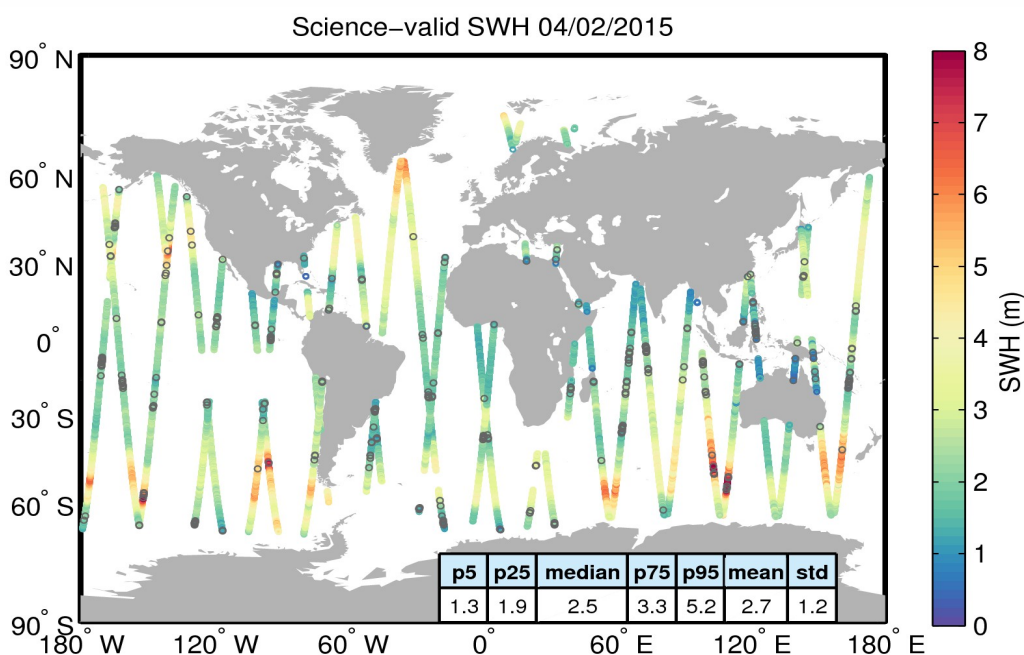 Science−valid SWH 04/02/2015
90° N
60° N
30° N
0°
30° S
60° S
90° S
180° W
120° W
60° W
0°
60° E
120° E
180° E
p5 p25 median p75 p95 mean std
1.3 1.9 2.5 3.3 5.2 2.7 1.2
8
7
6
5
4
3
2
1
0
SWH (m)